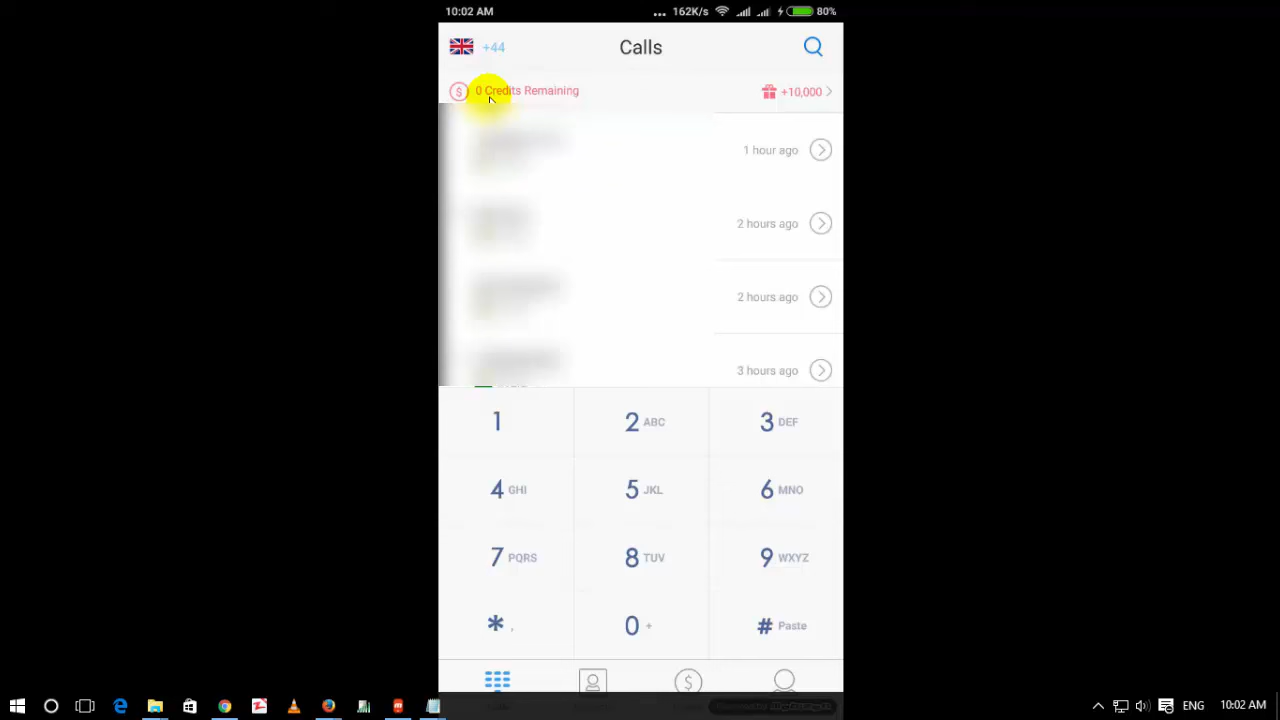 10:02 AM ... 162K/s 80%
+44 Calls
0 Credits Remaining +10,000
1 hour ago
2 hours ago
2 hours ago
3 hours ago
1 2 ABC 3 DEF
4 GHI 5 JKL 6 MNO
7 PQRS 8 TUV 9 WXYZ
* , 0 + # Paste
ENG 10:02 AM